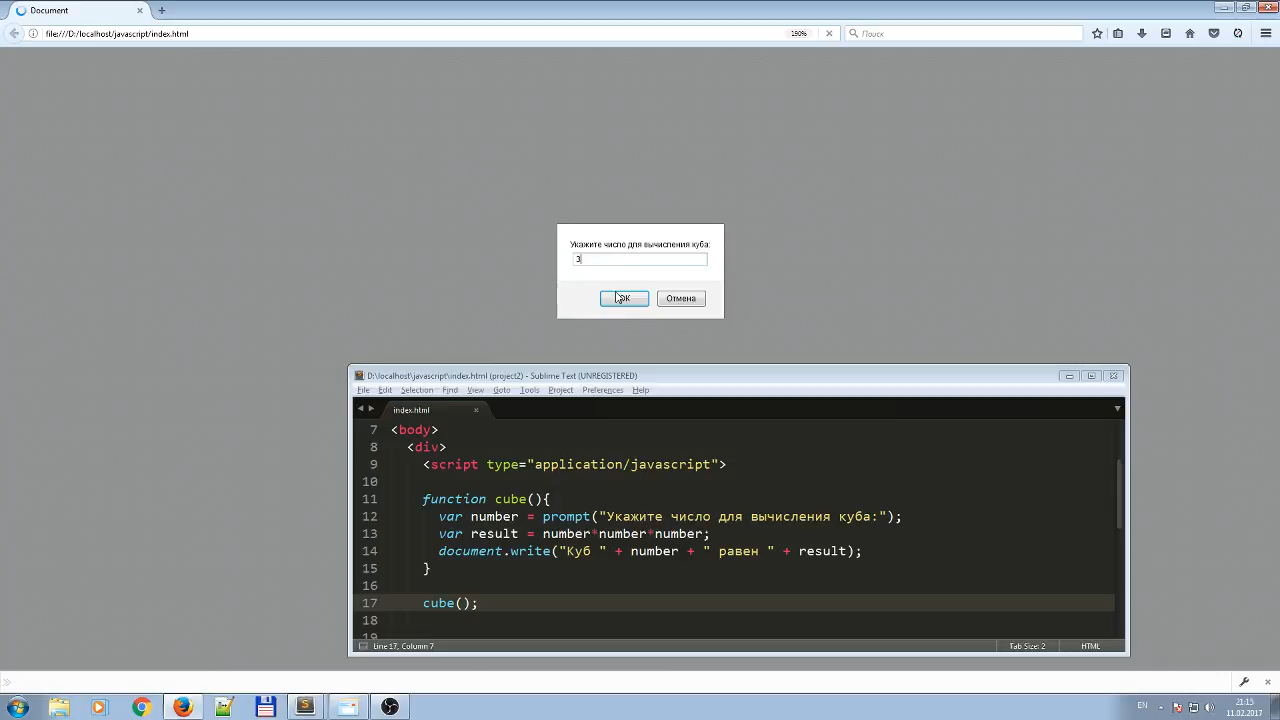 Document
file:///D:/localhost/javascript/index.html
190%
Поиск
Укажите число для вычисления куба:
3
OK
Отмена
D:\localhost\javascript\index.html (project2) - Sublime Text (UNREGISTERED)
File Edit Selection Find View Goto Tools Project Preferences Help
index.html
7 <body>
8 <div>
9 <script type="application/javascript">
10
11 function cube(){
12 var number = prompt("Укажите число для вычисления куба:");
13 var result = number*number*number;
14 document.write("Куб " + number + " равен " + result);
15 }
16
17 cube();
18
19
Line 17, Column 7
Tab Size: 2
HTML
EN
21:15
11.02.2017